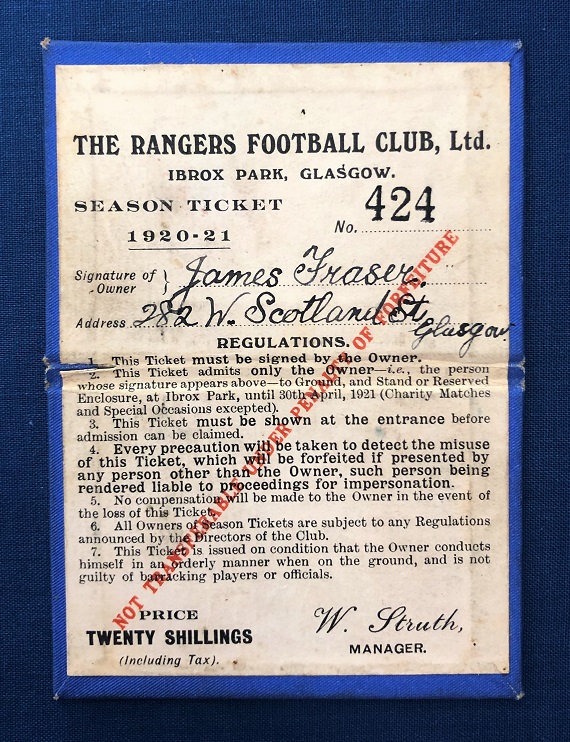 THE RANGERS FOOTBALL CLUB, Ltd.
IBROX PARK, GLASGOW.
SEASON TICKET
1920-21
No. 424
Signature of Owner } James Fraser.
Address 282 W. Scotland St, Glasgow.
REGULATIONS.
1. This Ticket must be signed by the Owner.
2. This Ticket admits only the Owner—i.e., the person
whose signature appears above—to Ground, and Stand or Reserved
Enclosure, at Ibrox Park, until 30th April, 1921 (Charity Matches
and Special Occasions excepted).
3. This Ticket must be shown at the entrance before
admission can be claimed.
4. Every precaution will be taken to detect the misuse
of this Ticket, which will be forfeited if presented by
any person other than the Owner, such person being
rendered liable to proceedings for impersonation.
5. No compensation will be made to the Owner in the event of
the loss of this Ticket.
6. All Owners of Season Tickets are subject to any Regulations
announced by the Directors of the Club.
7. This Ticket is issued on condition that the Owner conducts
himself in an orderly manner when on the ground, and is not
guilty of barracking players or officials.
NOT TRANSFERABLE UNDER PENALTY OF FORFEITURE
PRICE
TWENTY SHILLINGS
(Including Tax).
W. Struth,
MANAGER.